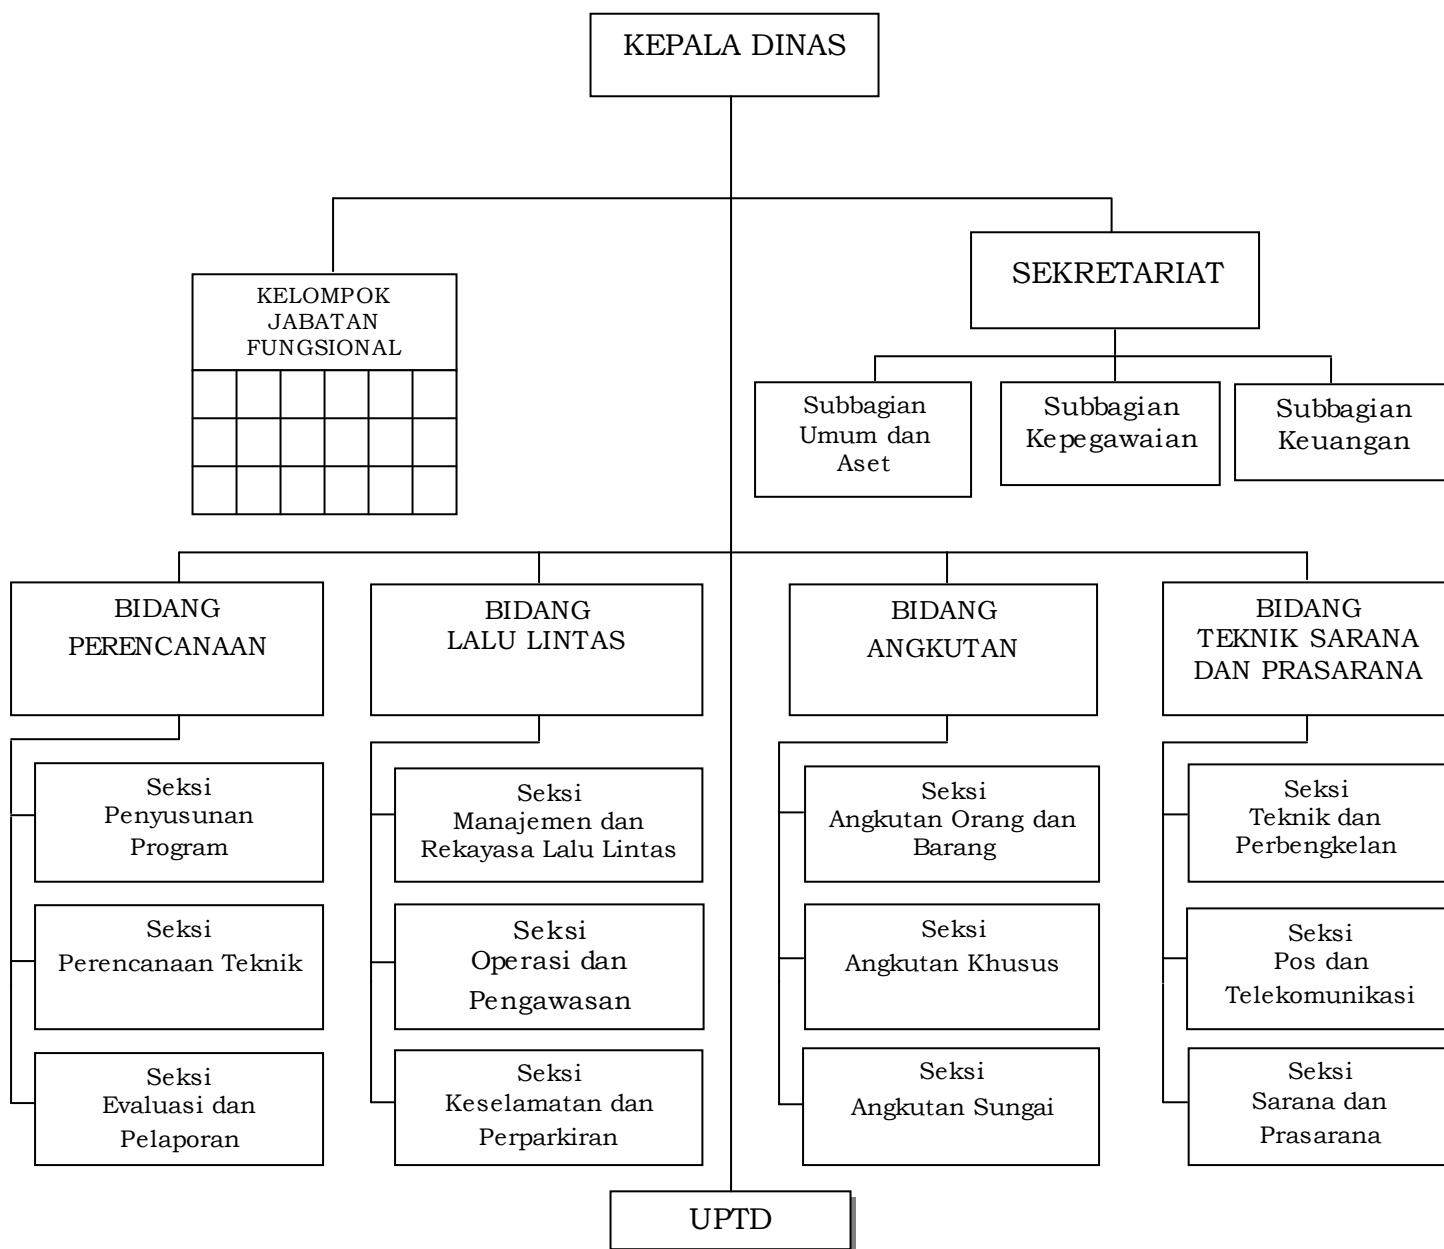 KEPALA DINAS
SEKRETARIAT
KELOMPOK
JABATAN
FUNGSIONAL
Subbagian
Umum dan
Aset
Subbagian
Kepegawaian
Subbagian
Keuangan
BIDANG
PERENCANAAN
BIDANG
LALU LINTAS
BIDANG
ANGKUTAN
BIDANG
TEKNIK SARANA
DAN PRASARANA
Seksi
Penyusunan
Program
Seksi
Manajemen dan
Rekayasa Lalu Lintas
Seksi
Angkutan Orang dan
Barang
Seksi
Teknik dan
Perbengkelan
Seksi
Perencanaan Teknik
Seksi
Operasi dan
Pengawasan
Seksi
Angkutan Khusus
Seksi
Pos dan
Telekomunikasi
Seksi
Evaluasi dan
Pelaporan
Seksi
Keselamatan dan
Perparkiran
Seksi
Angkutan Sungai
Seksi
Sarana dan
Prasarana
UPTD